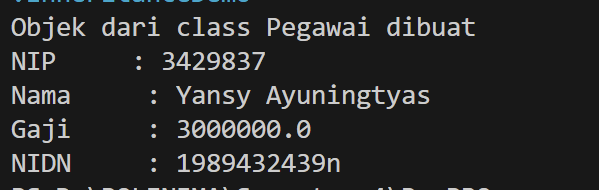 Objek dari class Pegawai dibuat
NIP     : 3429837
Nama     : Yansy Ayuningtyas
Gaji     : 3000000.0
NIDN     : 1989432439n